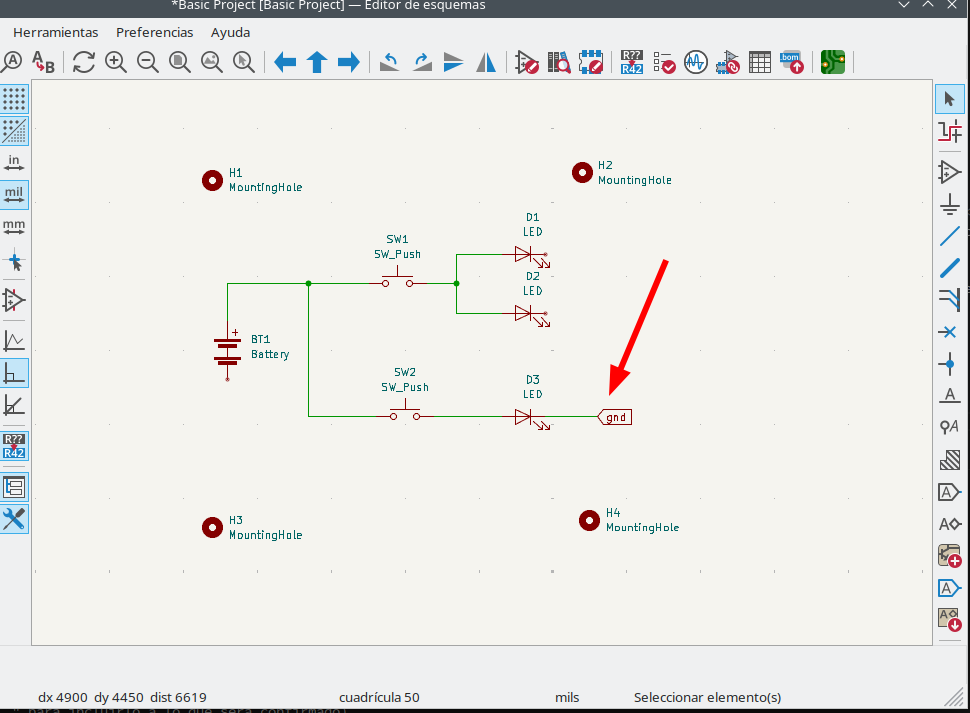 *Basic Project [Basic Project] — Editor de esquemas
Herramientas Preferencias Ayuda
A
A
B
R??
R42
.bom
in
mil
mm
R??
R42
H1
MountingHole
H2
MountingHole
D1
LED
SW1
SW_Push
D2
LED
+
BT1
Battery
SW2
SW_Push
D3
LED
gnd
H3
MountingHole
H4
MountingHole
A
A
A
A
A
A
dx 4900 dy 4450 dist 6619 cuadrícula 50 mils Seleccionar elemento(s)